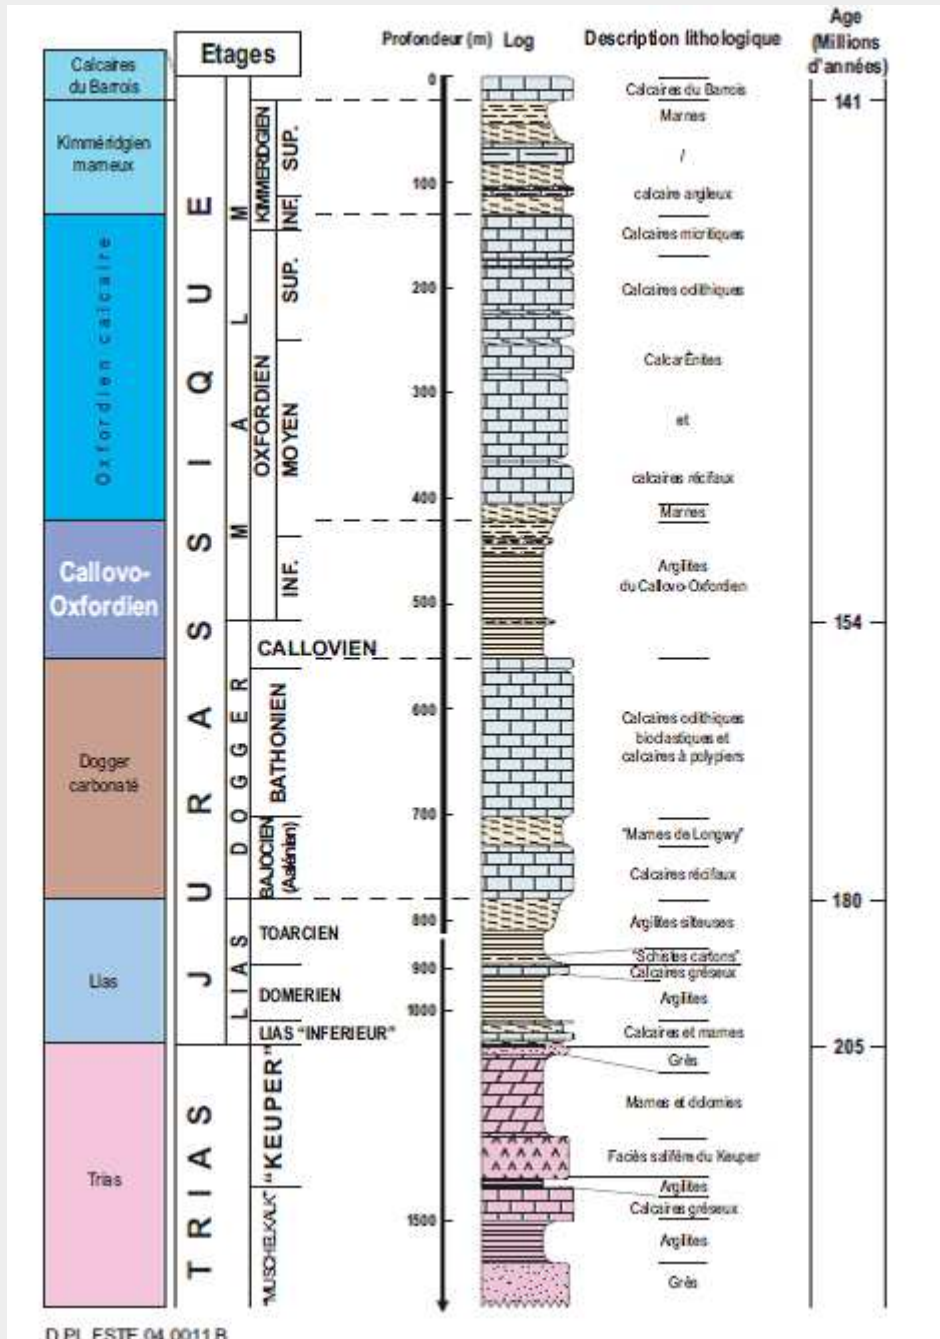 Age
(Millions
d'années)
Etages
Profondeur (m)
Log
Description lithologique
Calcaires
du Barrois
Kimméridgien
marneux
Oxfordien calcaire
Callovo-
Oxfordien
Dogger
carbonaté
Lias
Trias
JURASSIQUE
TRIAS
MALM
DOGGER
LIAS
KIMMERIDGIEN
SUP.
INF.
OXFORDIEN
SUP.
MOYEN
INF.
CALLOVIEN
BATHONIEN
BAJOCIEN
(Aalénien)
TOARCIEN
DOMERIEN
LIAS "INFERIEUR"
"KEUPER"
"MUSCHELKALK"
0
100
200
300
400
500
600
700
800
900
1000
1500
Calcaires du Barrois
Marnes
/
calcaire argileux
Calcaires micritiques
Calcaires oolithiques
CalcarÊnites
et
calcaires récifaux
Marnes
Argilites
du Callovo-Oxfordien
Calcaires oolithiques
bioclastiques et
calcaires à polypiers
"Marnes de Longwy"
Calcaires récifaux
Argilites silteuses
"Schistes cartons"
Calcaires gréseux
Argilites
Calcaires et marnes
Grès
Marnes et dolomies
Faciès salifère du Keuper
Argilites
Calcaires gréseux
Argilites
Grès
141
154
180
205
D.PL.ESTE.04.0011.B